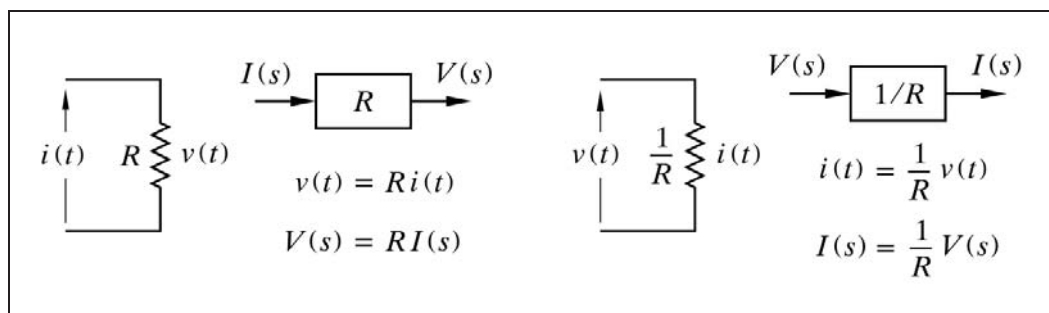 i(t)
R
v(t)
I(s)
R
V(s)
v(t) = R i(t)
V(s) = R I(s)
v(t)
1/R
i(t)
V(s)
1/R
I(s)
i(t) = 1/R v(t)
I(s) = 1/R V(s)